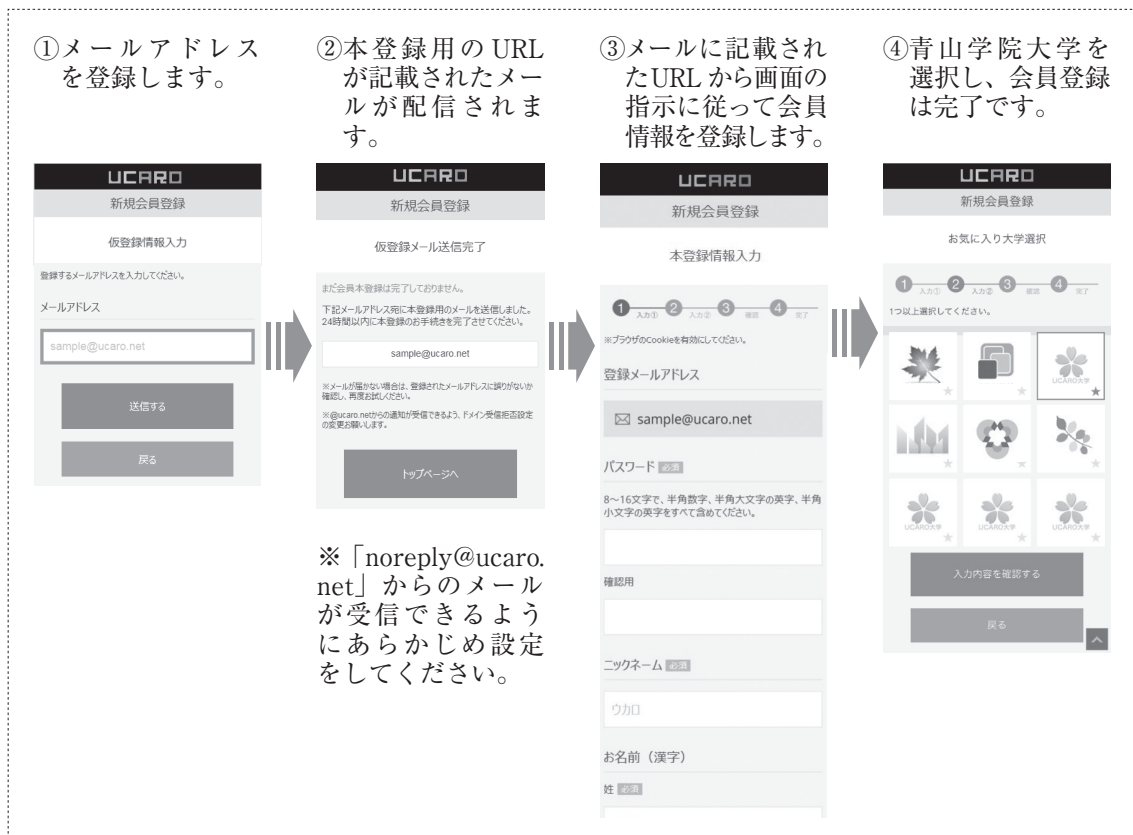 ①メールアドレス
を登録します。
②本登録用の URL
が記載されたメー
ルが配信されま
す。
③メールに記載され
たURL から画面の
指示に従って会員
情報を登録します。
④青山学院大学を
選択し、会員登録
は完了です。
UCARO
新規会員登録
仮登録情報入力
登録するメールアドレスを入力してください。
メールアドレス
sample@ucaro.net
送信する
戻る
UCARO
新規会員登録
仮登録メール送信完了
まだ会員本登録は完了しておりません。
下記メールアドレス宛に本登録用のメールを送信しました。
24時間以内に本登録のお手続きを完了させてください。
sample@ucaro.net
※メールが届かない場合は、登録されたメールアドレスに誤りがないか
確認し、再度お試しください。
※@ucaro.netからの通知が受信できるよう、ドメイン受信拒否設定
の変更お願いします。
トップページへ
※「noreply@ucaro.
net」からのメール
が受信できるよう
にあらかじめ設定
をしてください。
UCARO
新規会員登録
本登録情報入力
1 入力① 2 入力② 3 確認 4 完了
※ブラウザのCookieを有効にしてください。
登録メールアドレス
sample@ucaro.net
パスワード 必須
8～16文字で、半角数字、半角大文字の英字、半角
小文字の英字をすべて含めてください。
確認用
ニックネーム 必須
ウカロ
お名前（漢字）
姓 必須
UCARO
新規会員登録
お気に入り大学選択
1 入力① 2 入力② 3 確認 4 完了
1つ以上選択してください。
UCARO大学
UCARO大学 UCARO大学 UCARO大学
入力内容を確認する
戻る